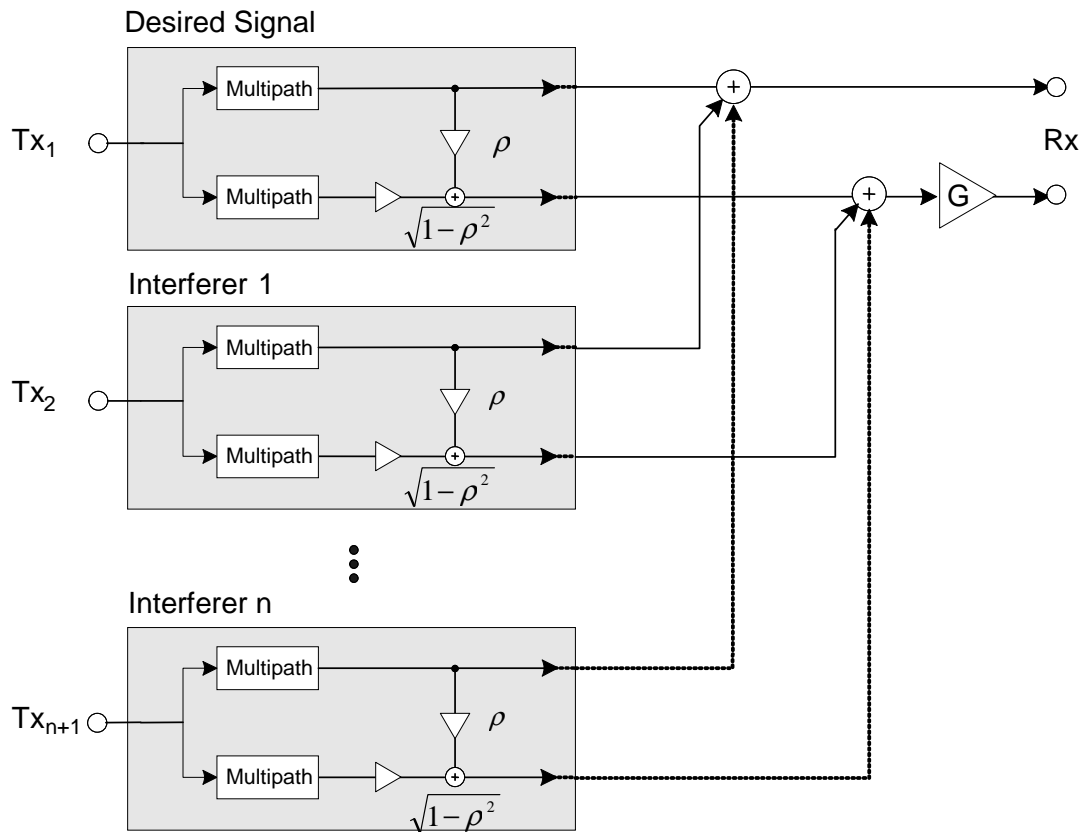 Desired Signal
Tx₁
Multipath
ρ
Multipath
√(1−ρ²)
+
+
+
G
Rx
Interferer 1
Tx₂
Multipath
ρ
Multipath
+
√(1−ρ²)
Interferer n
Txₙ₊₁
Multipath
ρ
Multipath
+
√(1−ρ²)